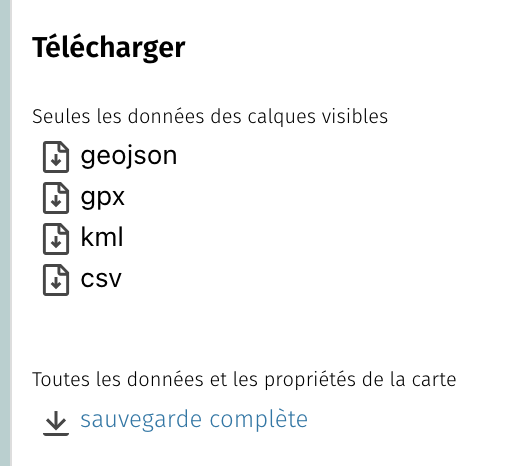 Télécharger
Seules les données des calques visibles
geojson
gpx
kml
csv
Toutes les données et les propriétés de la carte
sauvegarde complète